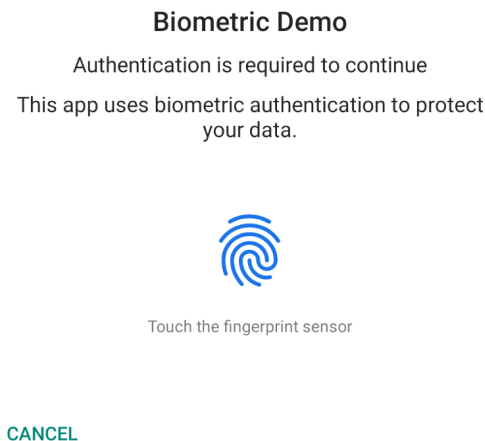 Biometric Demo
Authentication is required to continue
This app uses biometric authentication to protect
your data.
Touch the fingerprint sensor
CANCEL